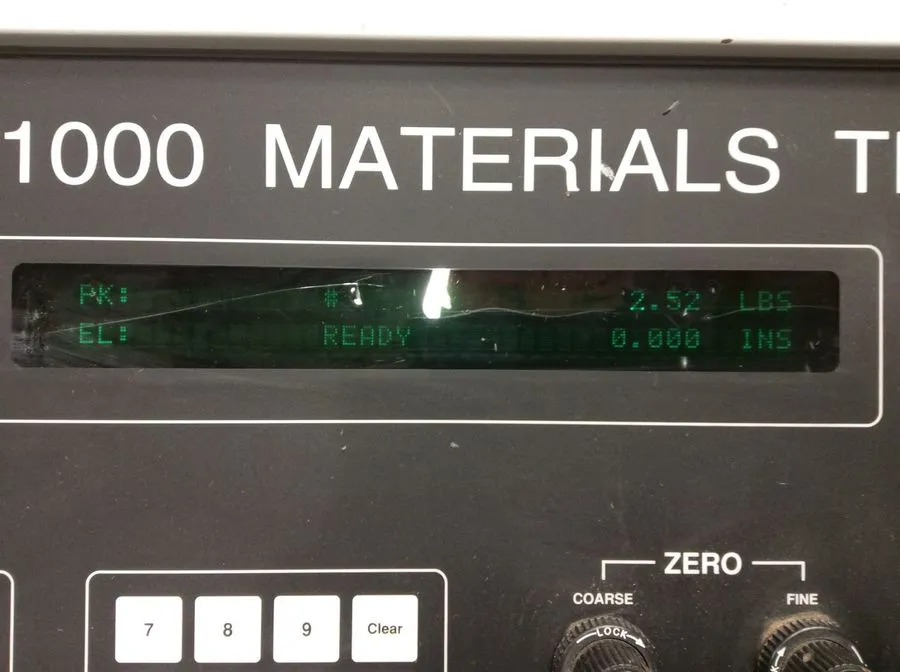 1000 MATERIALS
PK: # 2.52 LBS
EL: READY 0.000 INS
ZERO
COARSE FINE
7 8 9 Clear
LOCK